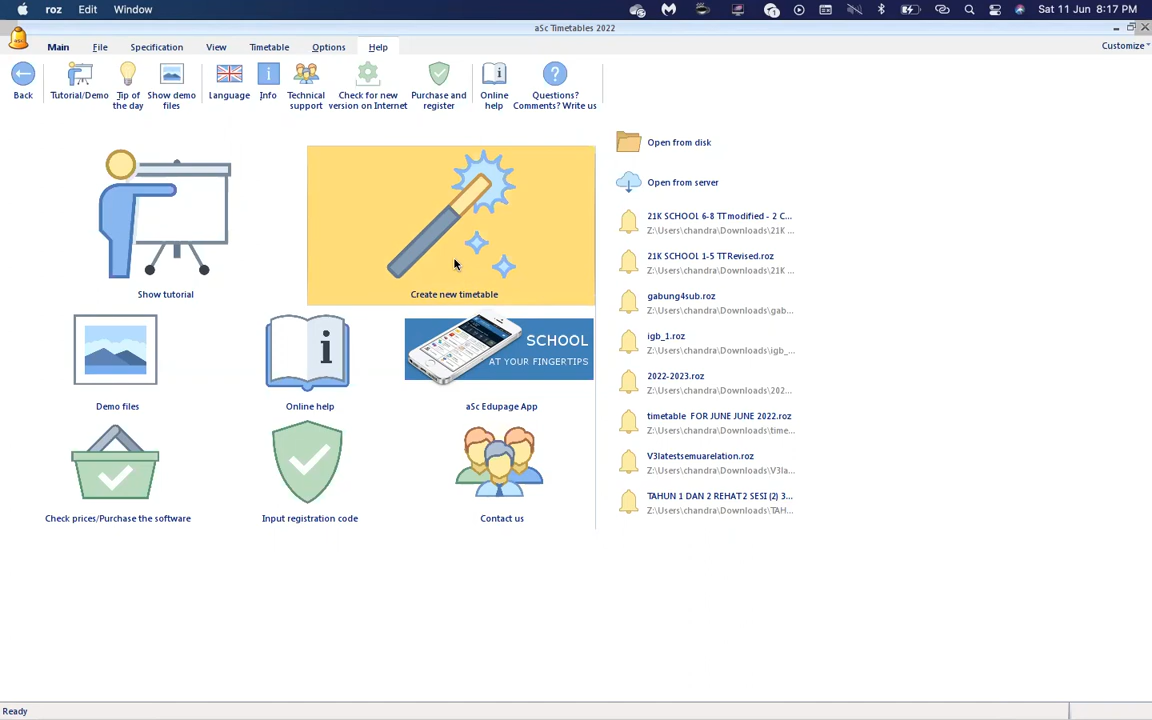 roz Edit Window Sat 11 Jun 8:17 PM
aSc Timetables 2022
Main File Specification View Timetable Options Help Customize
Back Tutorial/Demo Tip of the day Show demo files Language Info Technical support Check for new version on Internet Purchase and register Online help Questions? Comments? Write us
Show tutorial
Create new timetable
SCHOOL
AT YOUR FINGERTIPS
Demo files
Online help
aSc Edupage App
Check prices/Purchase the software
Input registration code
Contact us
Open from disk
Open from server
21K SCHOOL 6-8 TTmodified - 2 C...
Z:\Users\chandra\Downloads\21K ...
21K SCHOOL 1-5 TTRevised.roz
Z:\Users\chandra\Downloads\21K ...
gabung4sub.roz
Z:\Users\chandra\Downloads\gab...
igb_1.roz
Z:\Users\chandra\Downloads\igb_...
2022-2023.roz
Z:\Users\chandra\Downloads\202...
timetable FOR JUNE JUNE 2022.roz
Z:\Users\chandra\Downloads\time...
V3latestsemuarelation.roz
Z:\Users\chandra\Downloads\V3la...
TAHUN 1 DAN 2 REHAT2 SESI (2) 3...
Z:\Users\chandra\Downloads\TAH...
Ready